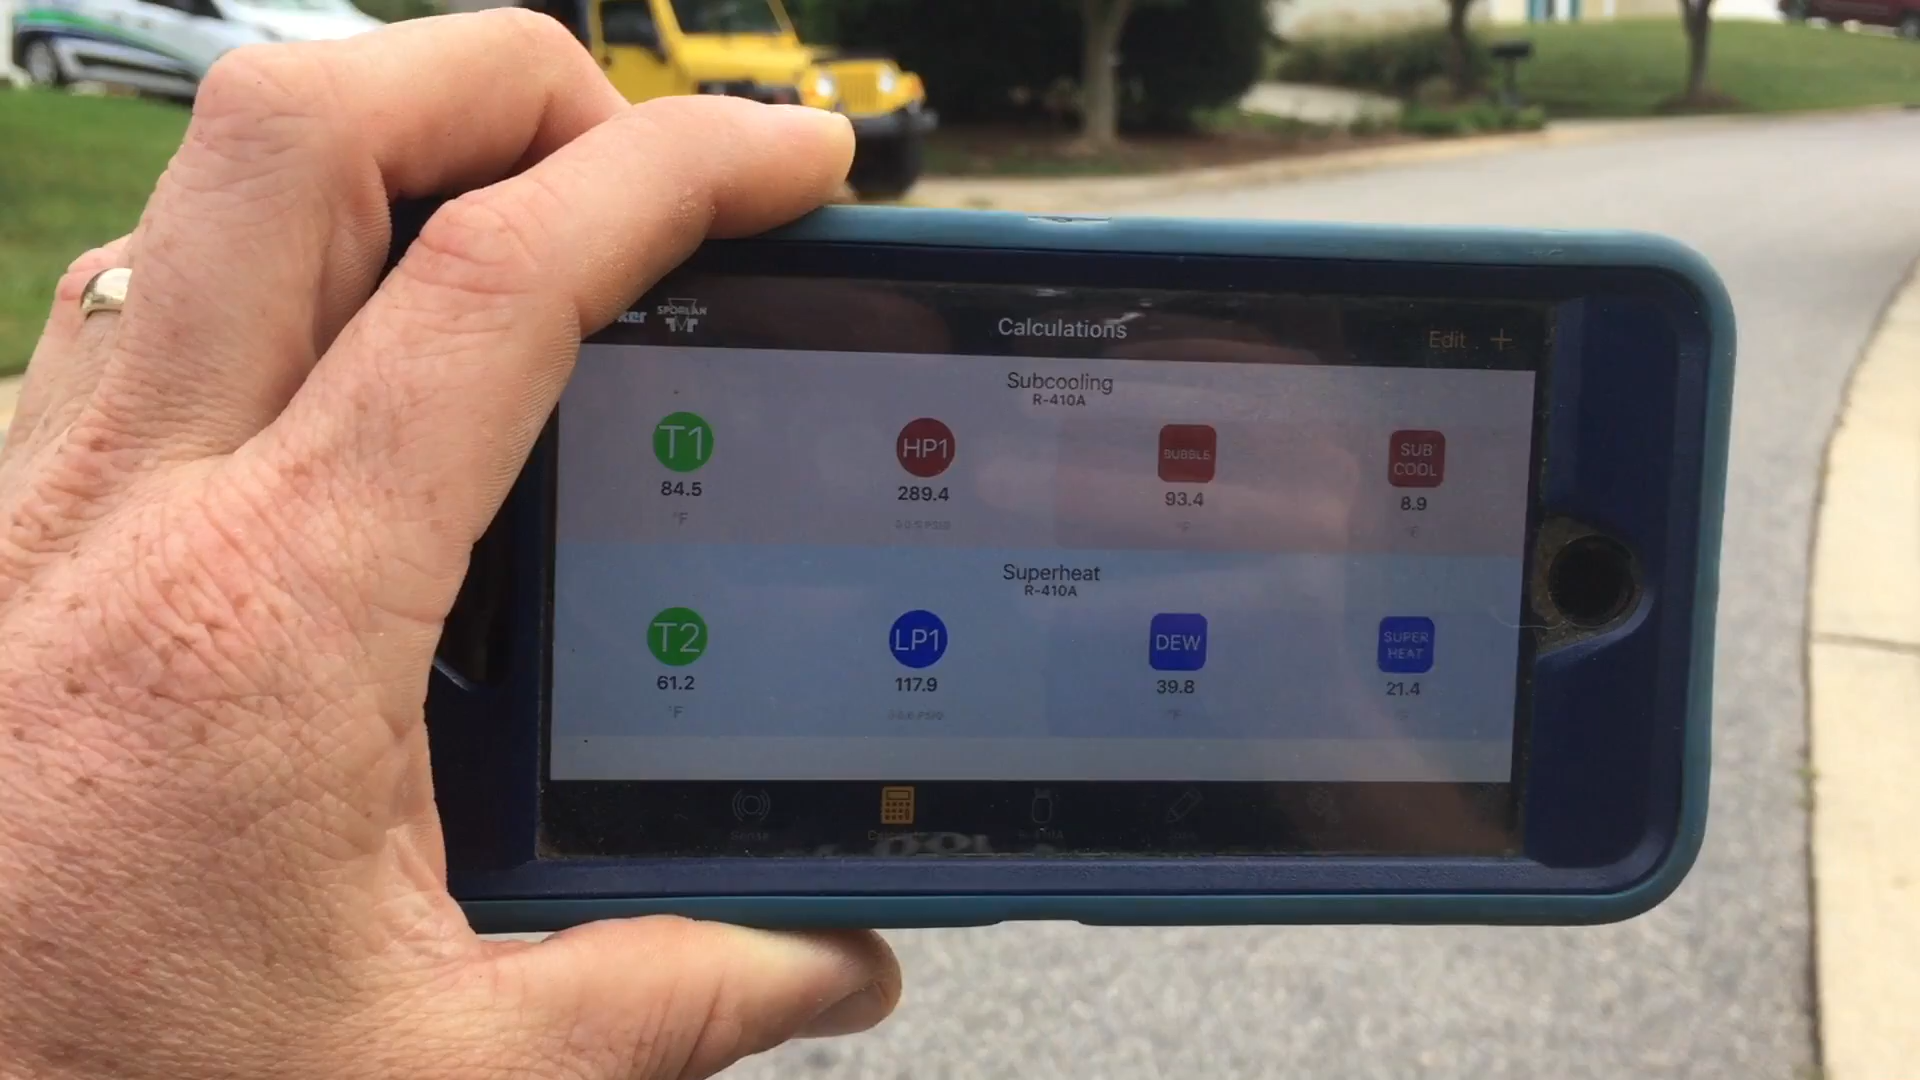 SPORLAN
Calculations
Edit +
Subcooling
R-410A
T1
HP1
BUBBLE
SUB COOL
84.5
289.4
93.4
8.9
°F
°F
°F
Superheat
R-410A
T2
LP1
DEW
SUPER HEAT
61.2
117.9
39.8
21.4
°F
°F